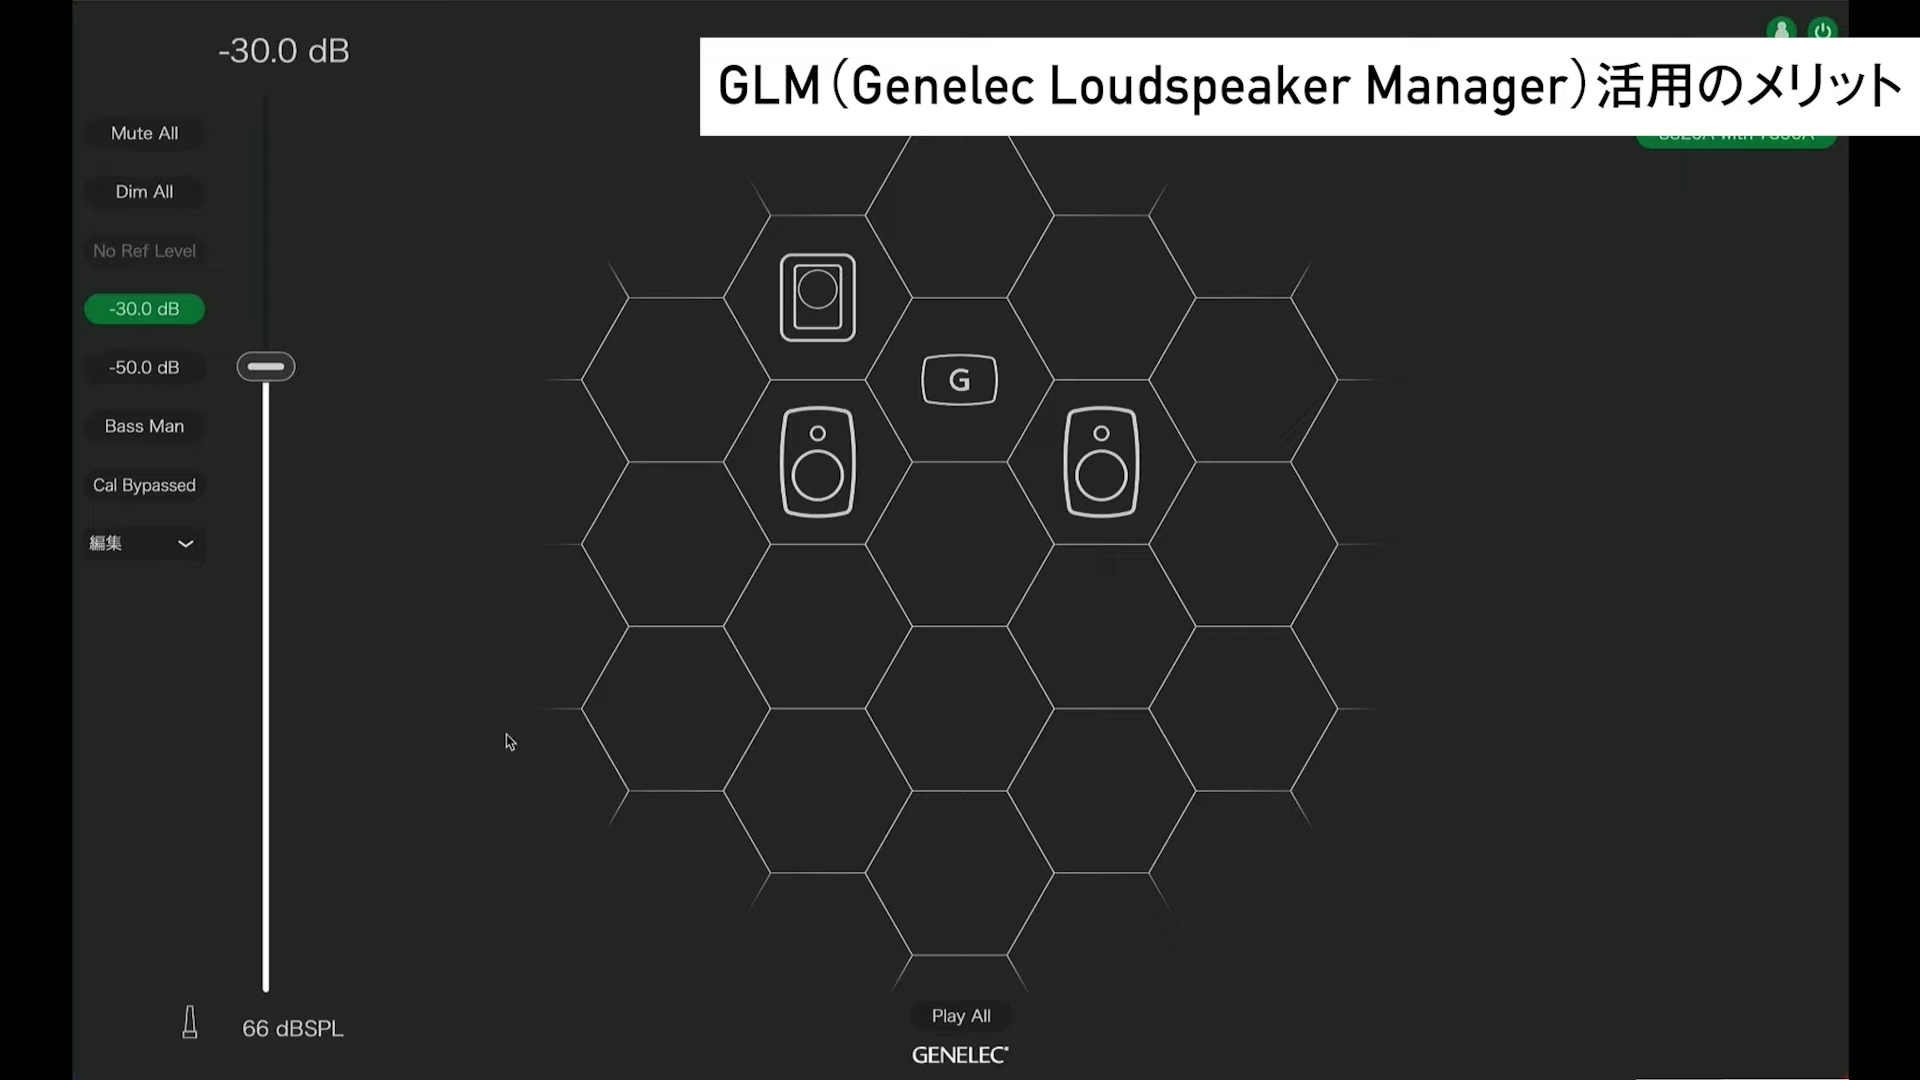 -30.0 dB
GLM（Genelec Loudspeaker Manager）活用のメリット
Mute All
Dim All
No Ref Level
-30.0 dB
-50.0 dB
Bass Man
Cal Bypassed
編集
G
66 dBSPL
Play All
GENELEC